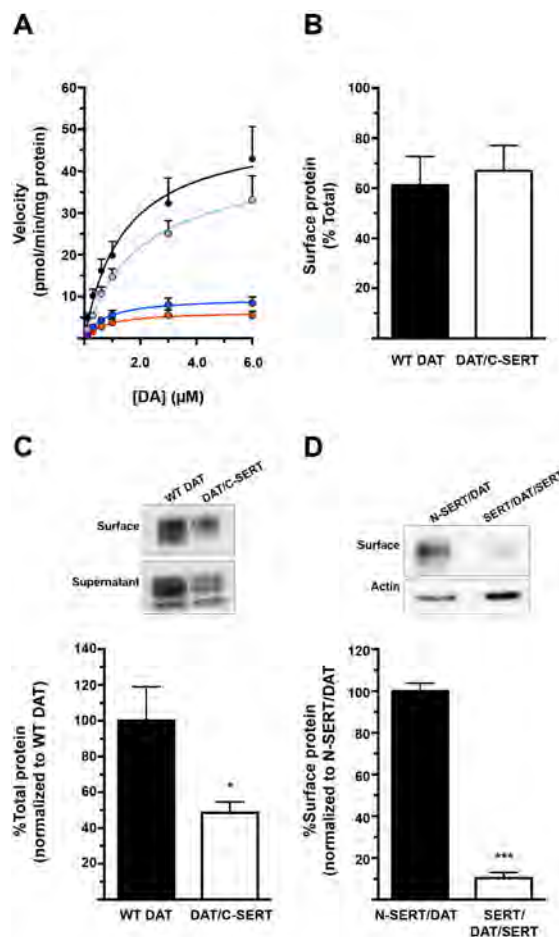 A
60
50
40
30
20
10
2.0
4.0
6.0
Velocity
(pmol/min/mg protein)
[DA] (µM)
B
100
80
60
40
20
Surface protein
(% Total)
WT DAT
DAT/C-SERT
C
WT DAT
DAT/C-SERT
Surface
Supernatant
140
120
100
80
60
40
20
%Total protein
(normalized to WT DAT)
*
WT DAT
DAT/C-SERT
D
N-SERT/DAT
SERT/DAT/SERT
Surface
Actin
120
100
80
60
40
20
%Surface protein
(normalized to N-SERT/DAT)
***
N-SERT/DAT
SERT/
DAT/SERT